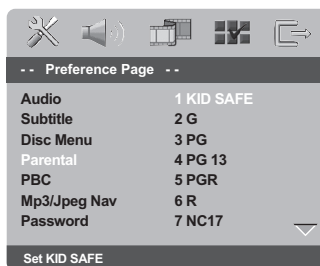 - - Preference Page - -
Audio 1 KID SAFE
Subtitle 2 G
Disc Menu 3 PG
Parental 4 PG 13
PBC 5 PGR
Mp3/Jpeg Nav 6 R
Password 7 NC17
Set KID SAFE